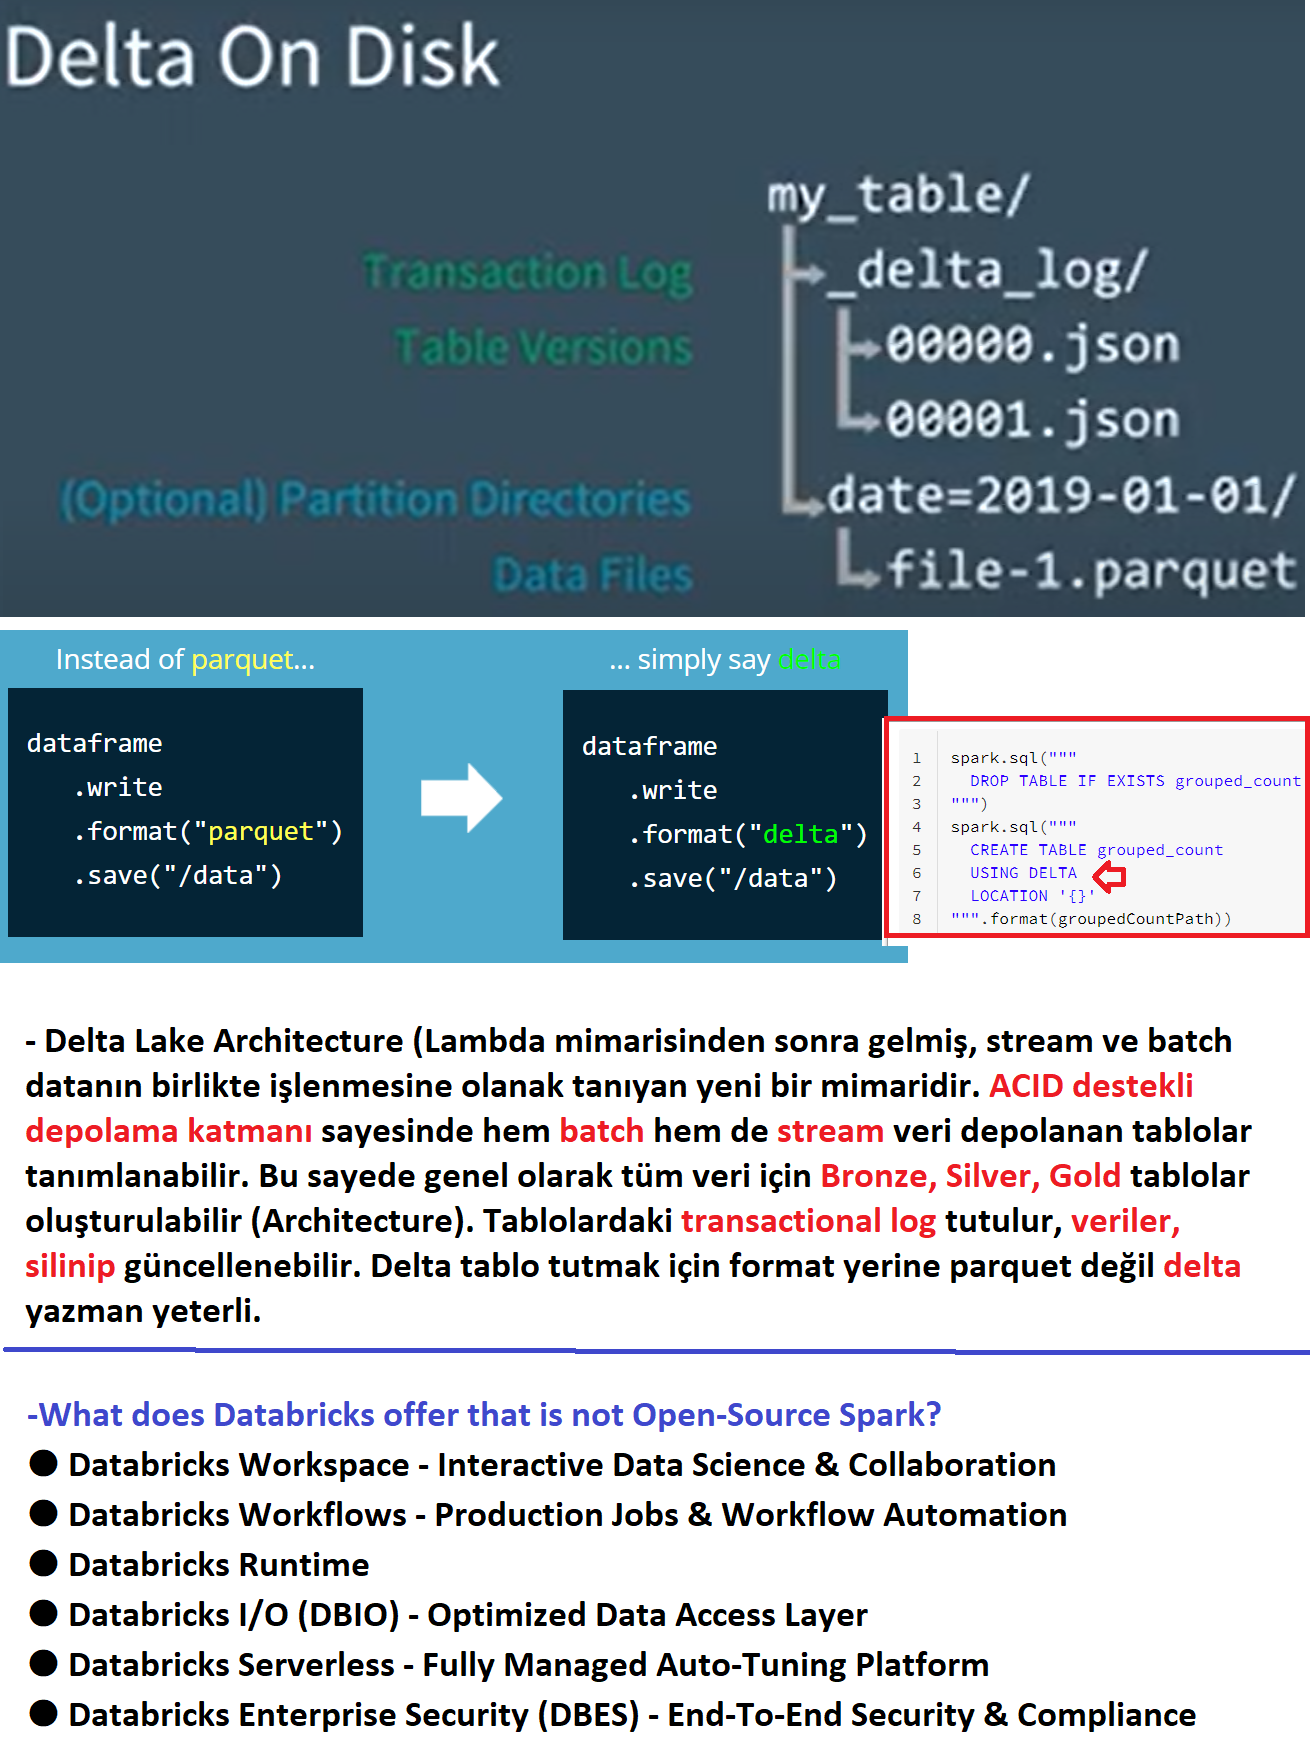 Delta On Disk
my_table/
Transaction Log _delta_log/
Table Versions 00000.json
00001.json
(Optional) Partition Directories date=2019-01-01/
Data Files file-1.parquet
Instead of parquet...
dataframe
.write
.format("parquet")
.save("/data")
... simply say delta
dataframe
.write
.format("delta")
.save("/data")
1 spark.sql("""
2 DROP TABLE IF EXISTS grouped_count
3 """)
4 spark.sql("""
5 CREATE TABLE grouped_count
6 USING DELTA
7 LOCATION '{}'
8 """.format(groupedCountPath))
- Delta Lake Architecture (Lambda mimarisinden sonra gelmiş, stream ve batch
datanın birlikte işlenmesine olanak tanıyan yeni bir mimaridir. ACID destekli
depolama katmanı sayesinde hem batch hem de stream veri depolanan tablolar
tanımlanabilir. Bu sayede genel olarak tüm veri için Bronze, Silver, Gold tablolar
oluşturulabilir (Architecture). Tablolardaki transactional log tutulur, veriler,
silinip güncellenebilir. Delta tablo tutmak için format yerine parquet değil delta
yazman yeterli.
-What does Databricks offer that is not Open-Source Spark?
● Databricks Workspace - Interactive Data Science & Collaboration
● Databricks Workflows - Production Jobs & Workflow Automation
● Databricks Runtime
● Databricks I/O (DBIO) - Optimized Data Access Layer
● Databricks Serverless - Fully Managed Auto-Tuning Platform
● Databricks Enterprise Security (DBES) - End-To-End Security & Compliance